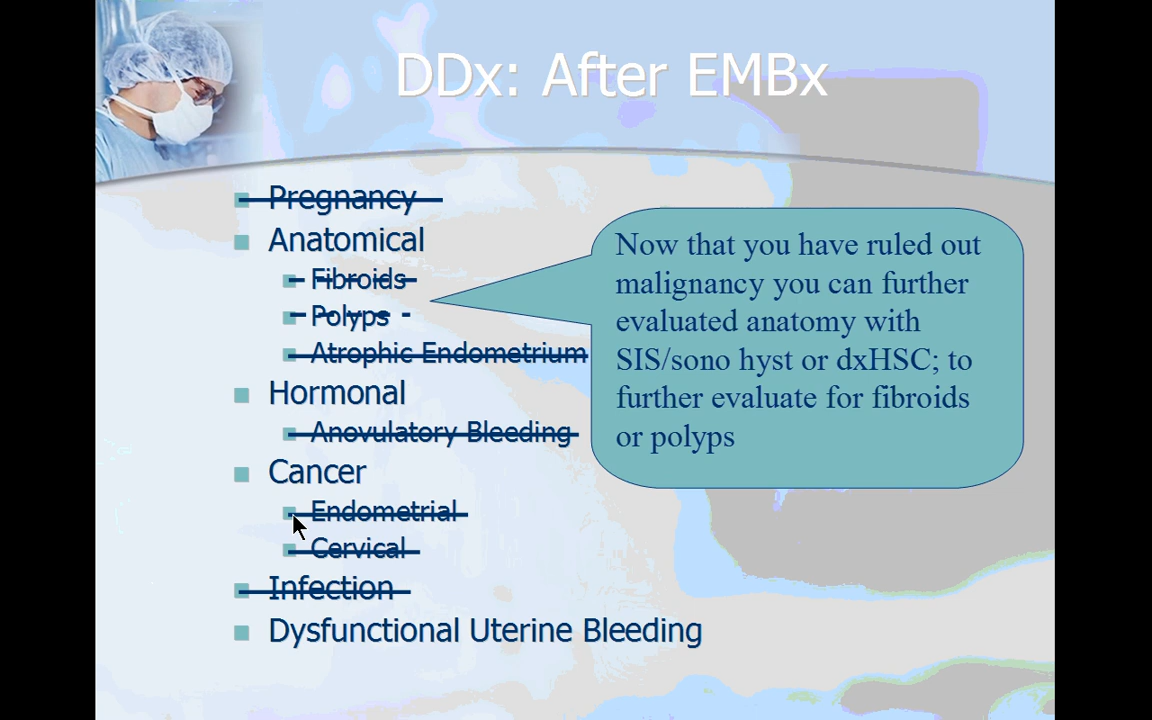 DDx: After EMBx
Pregnancy
Anatomical
Fibroids
Polyps
Atrophic Endometrium
Hormonal
Anovulatory Bleeding
Cancer
Endometrial
Cervical
Infection
Dysfunctional Uterine Bleeding
Now that you have ruled out
malignancy you can further
evaluated anatomy with
SIS/sono hyst or dxHSC; to
further evaluate for fibroids
or polyps